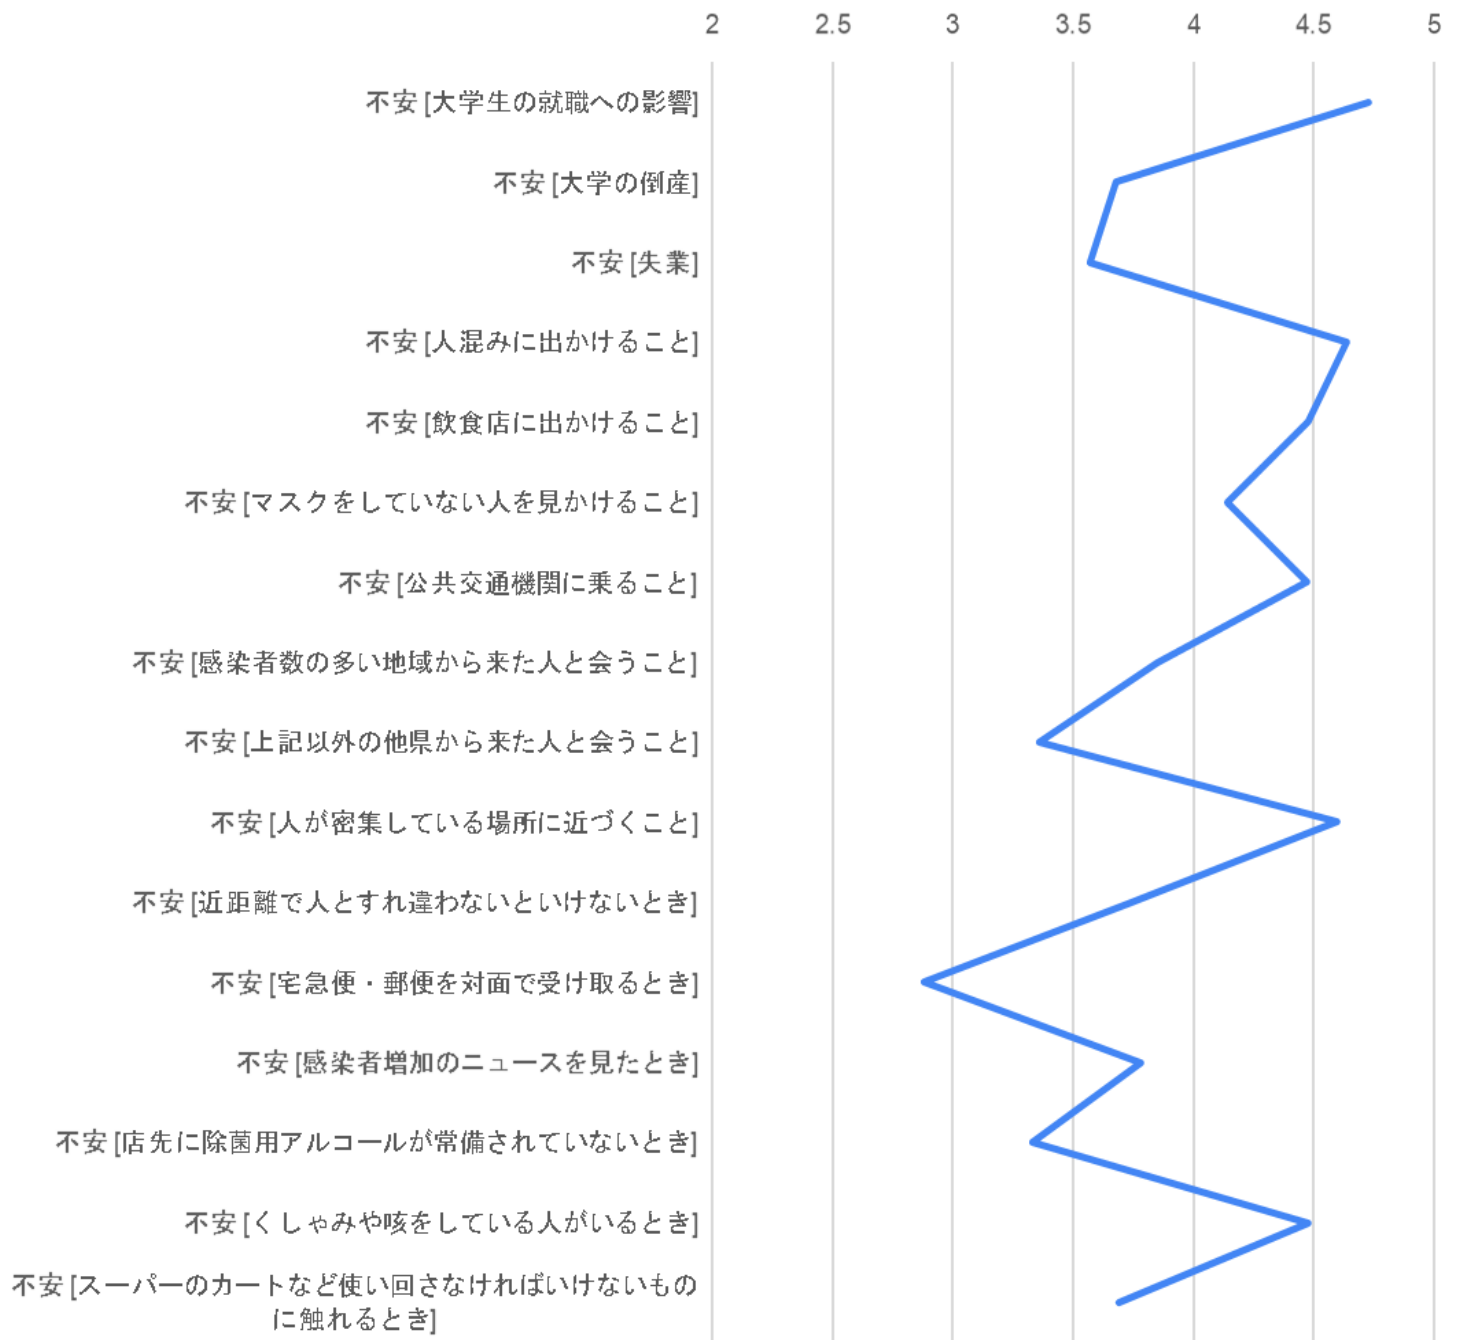 2 2.5 3 3.5 4 4.5 5
不安 [大学生の就職への影響]
不安 [大学の倒産]
不安 [失業]
不安 [人混みに出かけること]
不安 [飲食店に出かけること]
不安 [マスクをしていない人を見かけること]
不安 [公共交通機関に乗ること]
不安 [感染者数の多い地域から来た人と会うこと]
不安 [上記以外の他県から来た人と会うこと]
不安 [人が密集している場所に近づくこと]
不安 [近距離で人とすれ違わないといけないとき]
不安 [宅急便・郵便を対面で受け取るとき]
不安 [感染者増加のニュースを見たとき]
不安 [店先に除菌用アルコールが常備されていないとき]
不安 [くしゃみや咳をしている人がいるとき]
不安 [スーパーのカートなど使い回さなければいけないもの
に触れるとき]